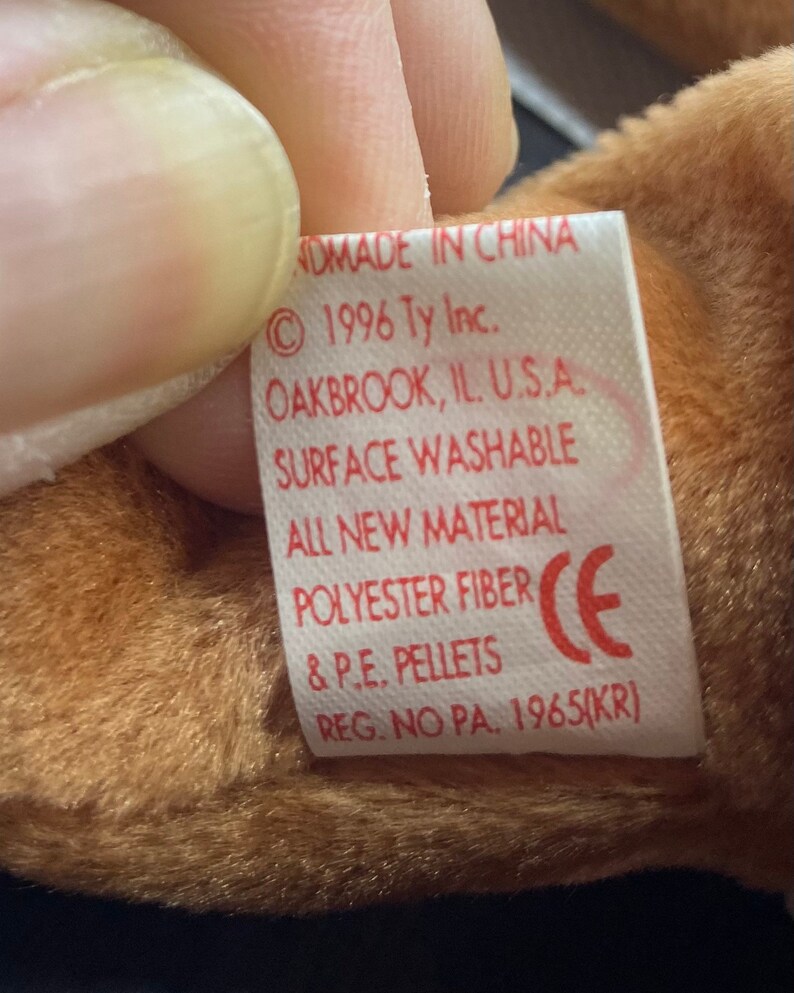 NDMADE IN CHINA
© 1996 Ty Inc.
OAKBROOK, IL. U.S.A.
SURFACE WASHABLE
ALL NEW MATERIAL
POLYESTER FIBER
& P.E. PELLETS
CE
REG. NO PA. 1965(KR)